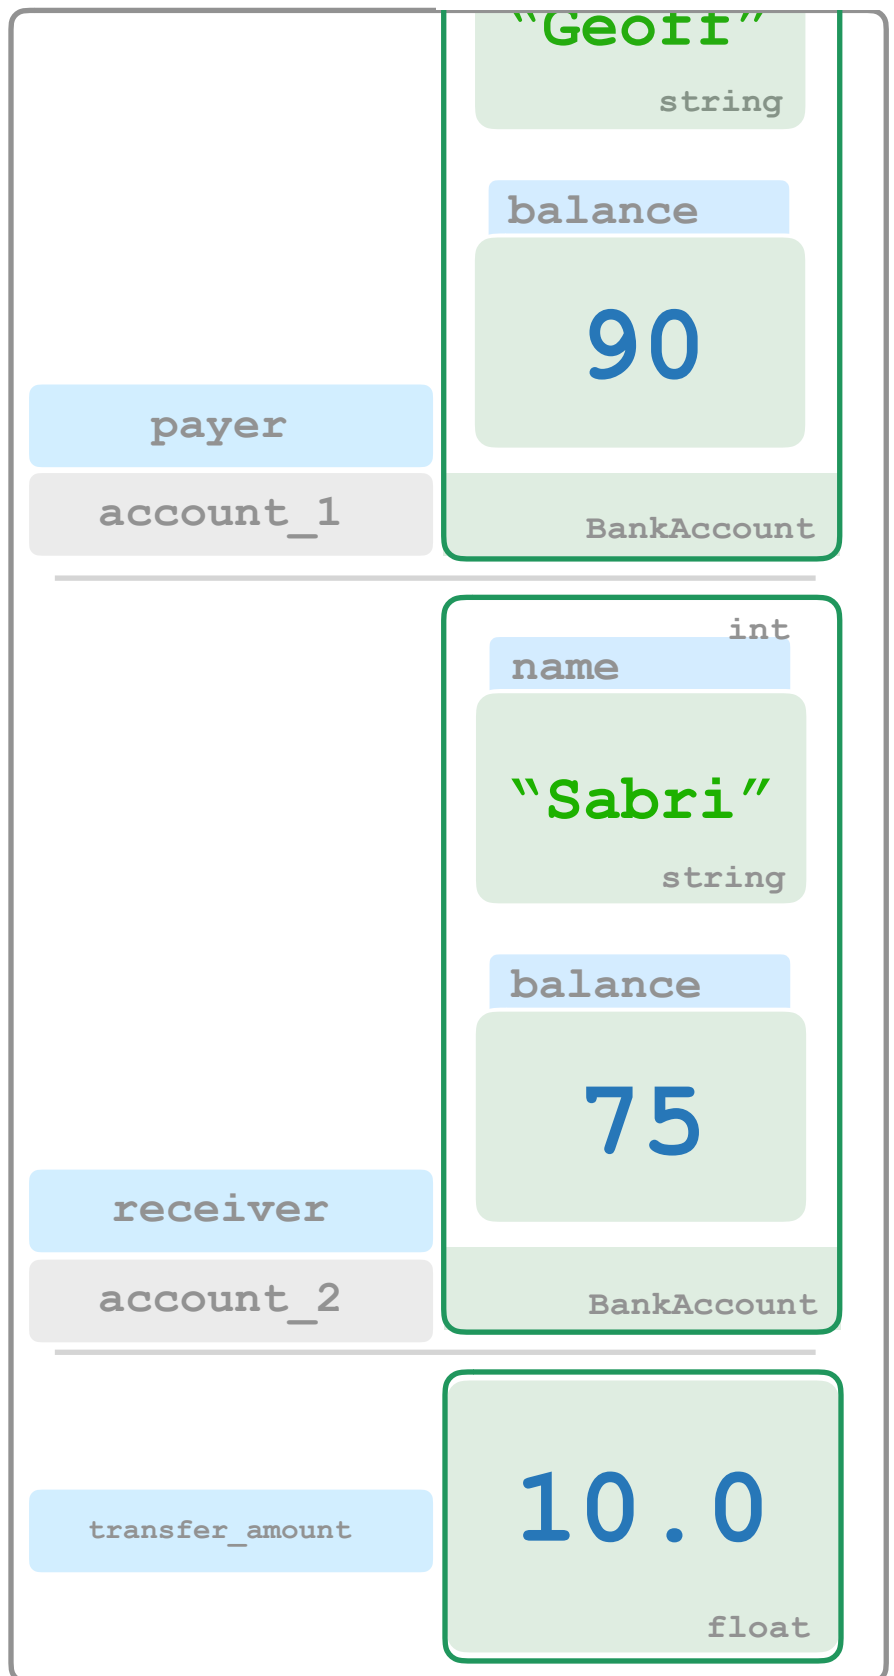 “Geoff”
string
balance
90
payer
account_1
BankAccount
int
name
“Sabri”
string
balance
75
receiver
account_2
BankAccount
10.0
transfer_amount
float